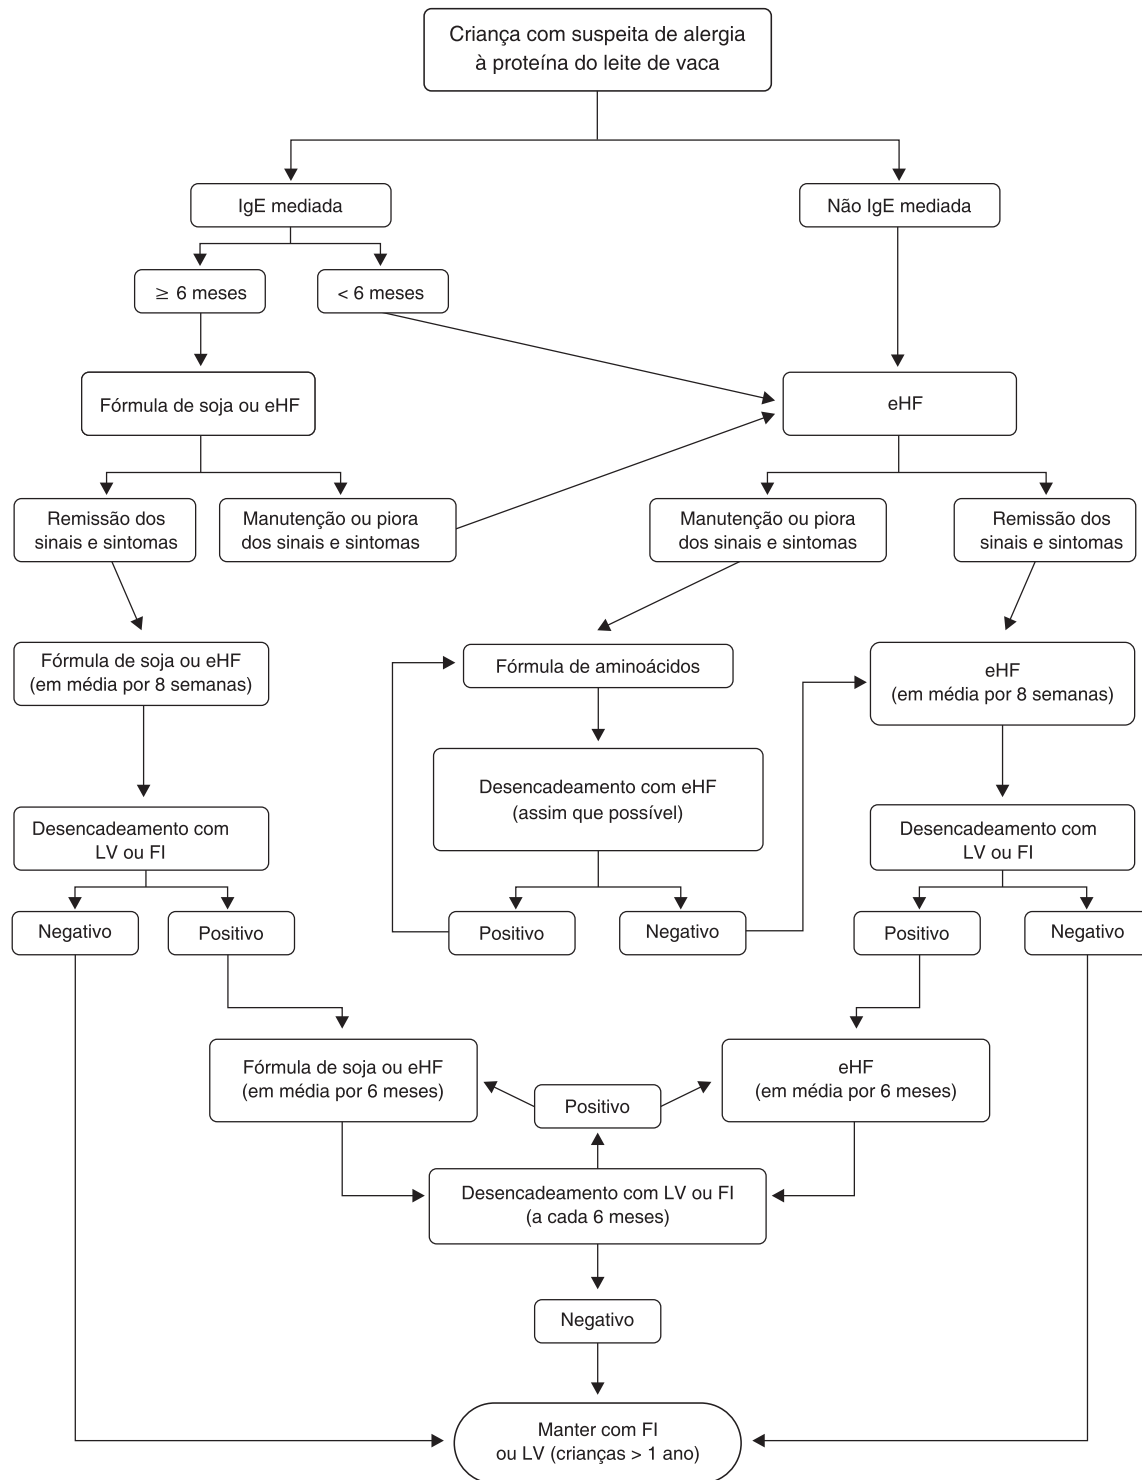 Criança com suspeita de alergia
à proteína do leite de vaca
IgE mediada
Não IgE mediada
≥ 6 meses
< 6 meses
Fórmula de soja ou eHF
eHF
Remissão dos
sinais e sintomas
Manutenção ou piora
dos sinais e sintomas
Manutenção ou piora
dos sinais e sintomas
Remissão dos
sinais e sintomas
Fórmula de soja ou eHF
(em média por 8 semanas)
Fórmula de aminoácidos
eHF
(em média por 8 semanas)
Desencadeamento com eHF
(assim que possível)
Desencadeamento com
LV ou FI
Desencadeamento com
LV ou FI
Negativo
Positivo
Positivo
Negativo
Positivo
Negativo
Fórmula de soja ou eHF
(em média por 6 meses)
Positivo
eHF
(em média por 6 meses)
Desencadeamento com LV ou FI
(a cada 6 meses)
Negativo
Manter com FI
ou LV (crianças > 1 ano)